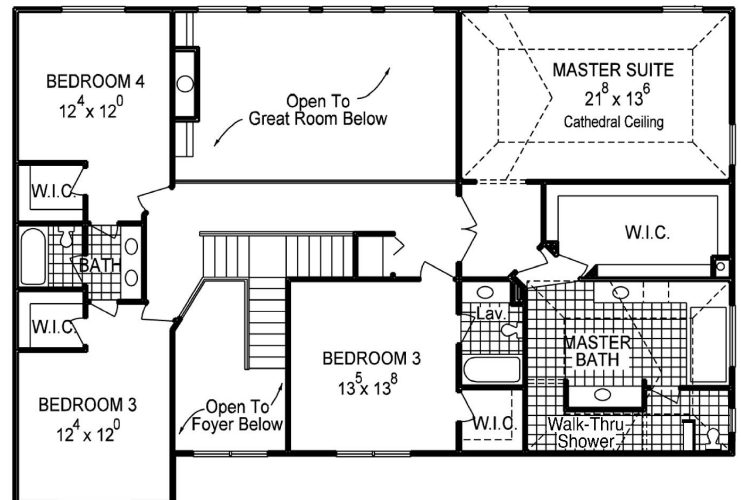 BEDROOM 4
12⁴ x 12⁰
Open To
Great Room Below
MASTER SUITE
21⁸ x 13⁶
Cathedral Ceiling
W.I.C.
W.I.C.
BATH
W.I.C.
Lav.
MASTER
BATH
BEDROOM 3
13⁵ x 13⁸
BEDROOM 3
12⁴ x 12⁰
Open To
Foyer Below
W.I.C.
Walk-Thru
Shower